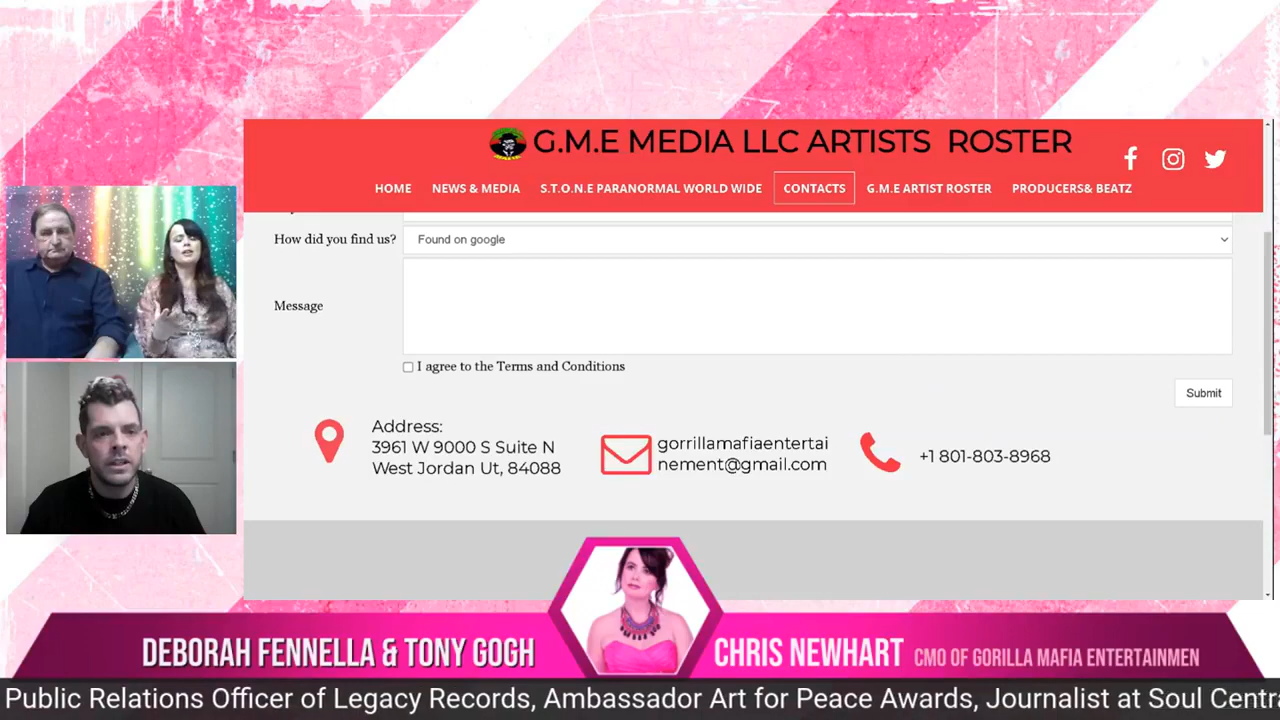 G.M.E MEDIA LLC ARTISTS ROSTER
HOME NEWS & MEDIA S.T.O.N.E PARANORMAL WORLD WIDE CONTACTS G.M.E ARTIST ROSTER PRODUCERS& BEATZ
How did you find us? Found on google
Message
I agree to the Terms and Conditions
Submit
Address:
3961 W 9000 S Suite N
West Jordan Ut, 84088
gorrillamafiaentertai
nement@gmail.com
+1 801-803-8968
DEBORAH FENNELLA & TONY GOGH
CHRIS NEWHART CMO OF GORILLA MAFIA ENTERTAINMEN
Public Relations Officer of Legacy Records, Ambassador Art for Peace Awards, Journalist at Soul Centr